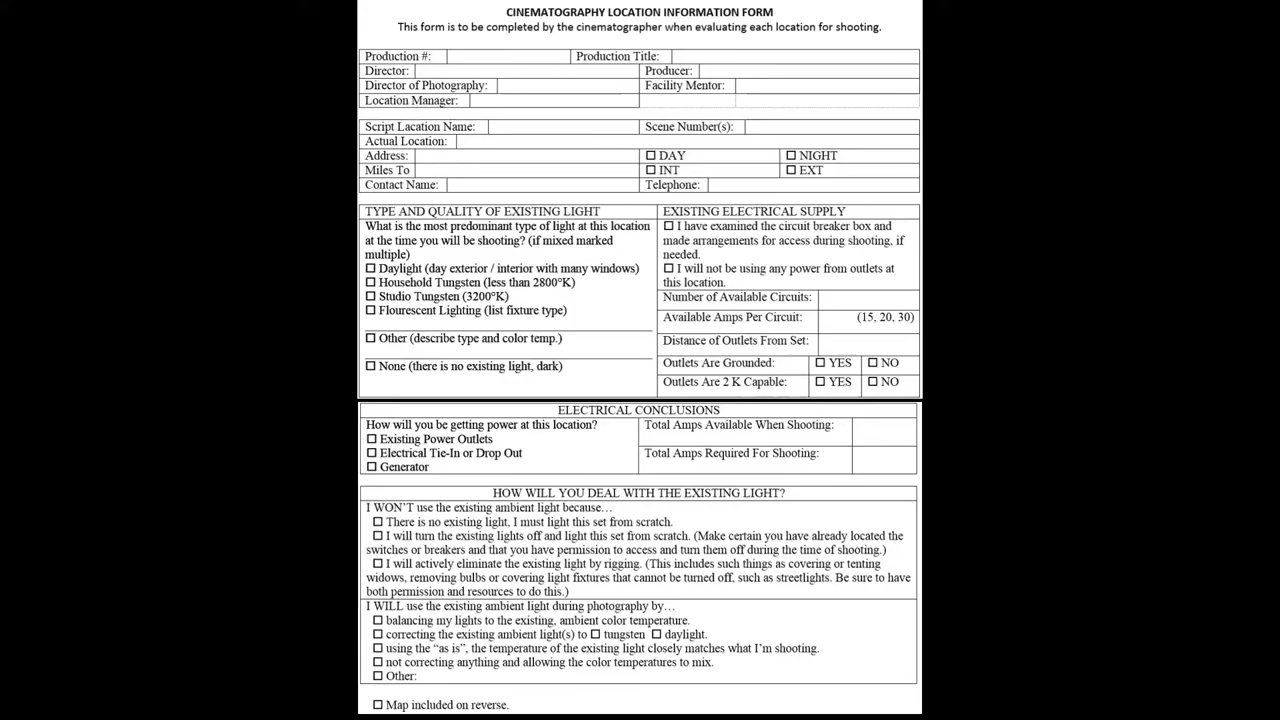 CINEMATOGRAPHY LOCATION INFORMATION FORM
This form is to be completed by the cinematographer when evaluating each location for shooting.
Production #: Production Title:
Director: Producer:
Director of Photography: Facility Mentor:
Location Manager:
Script Lacation Name: Scene Number(s):
Actual Location:
Address: ☐ DAY ☐ NIGHT
Miles To ☐ INT ☐ EXT
Contact Name: Telephone:
TYPE AND QUALITY OF EXISTING LIGHT
What is the most predominant type of light at this location
at the time you will be shooting? (if mixed marked
multiple)
☐ Daylight (day exterior / interior with many windows)
☐ Household Tungsten (less than 2800°K)
☐ Studio Tungsten (3200°K)
☐ Flourescent Lighting (list fixture type)
☐ Other (describe type and color temp.)
☐ None (there is no existing light, dark)
EXISTING ELECTRICAL SUPPLY
☐ I have examined the circuit breaker box and
made arrangements for access during shooting, if
needed.
☐ I will not be using any power from outlets at
this location.
Number of Available Circuits:
Available Amps Per Circuit: (15, 20, 30)
Distance of Outlets From Set:
Outlets Are Grounded: ☐ YES ☐ NO
Outlets Are 2 K Capable: ☐ YES ☐ NO
ELECTRICAL CONCLUSIONS
How will you be getting power at this location?
☐ Existing Power Outlets
☐ Electrical Tie-In or Drop Out
☐ Generator
Total Amps Available When Shooting:
Total Amps Required For Shooting:
HOW WILL YOU DEAL WITH THE EXISTING LIGHT?
I WON'T use the existing ambient light because…
☐ There is no existing light, I must light this set from scratch.
☐ I will turn the existing lights off and light this set from scratch. (Make certain you have already located the
switches or breakers and that you have permission to access and turn them off during the time of shooting.)
☐ I will actively eliminate the existing light by rigging. (This includes such things as covering or tenting
widows, removing bulbs or covering light fixtures that cannot be turned off, such as streetlights. Be sure to have
both permission and resources to do this.)
I WILL use the existing ambient light during photography by…
☐ balancing my lights to the existing, ambient color temperature.
☐ correcting the existing ambient light(s) to ☐ tungsten ☐ daylight.
☐ using the “as is”, the temperature of the existing light closely matches what I'm shooting.
☐ not correcting anything and allowing the color temperatures to mix.
☐ Other:
☐ Map included on reverse.